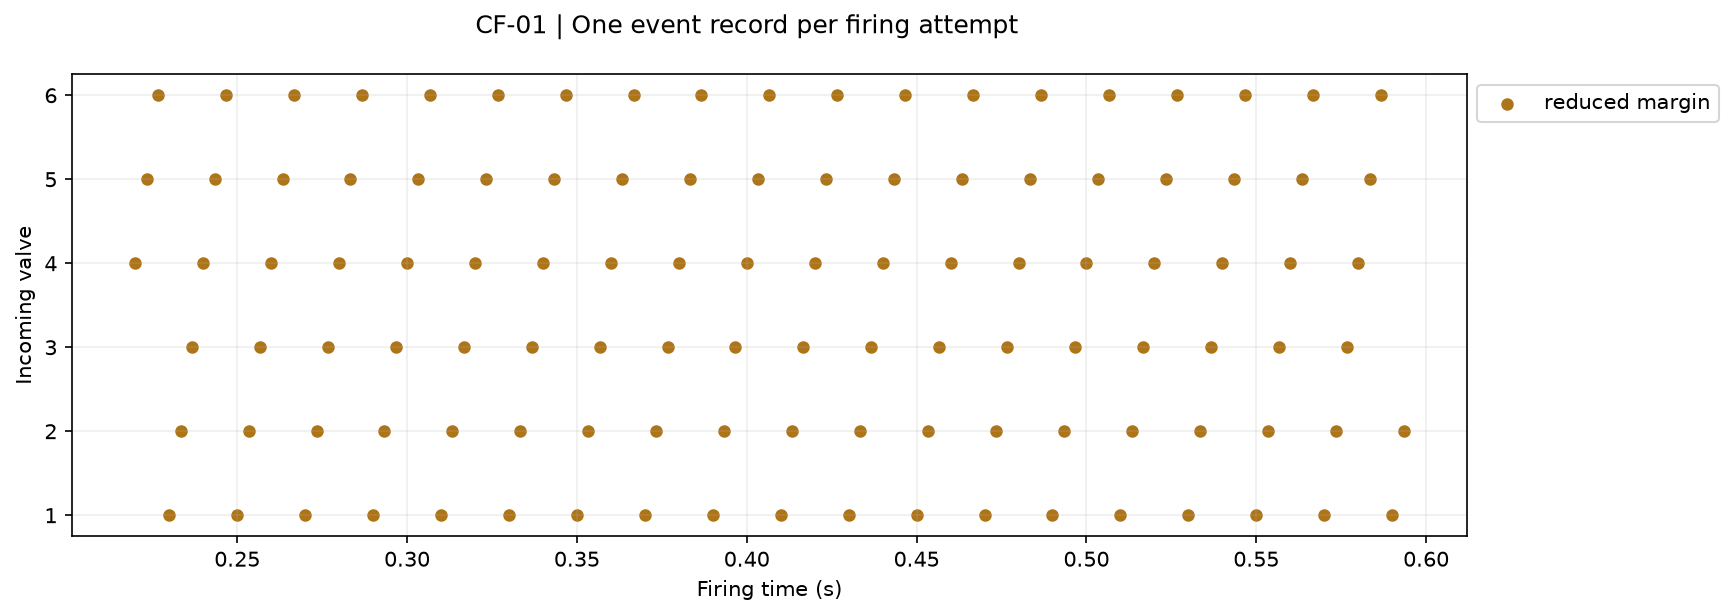 CF-01 | One event record per firing attempt
reduced margin
Incoming valve
6
5
4
3
2
1
0.25 0.30 0.35 0.40 0.45 0.50 0.55 0.60
Firing time (s)